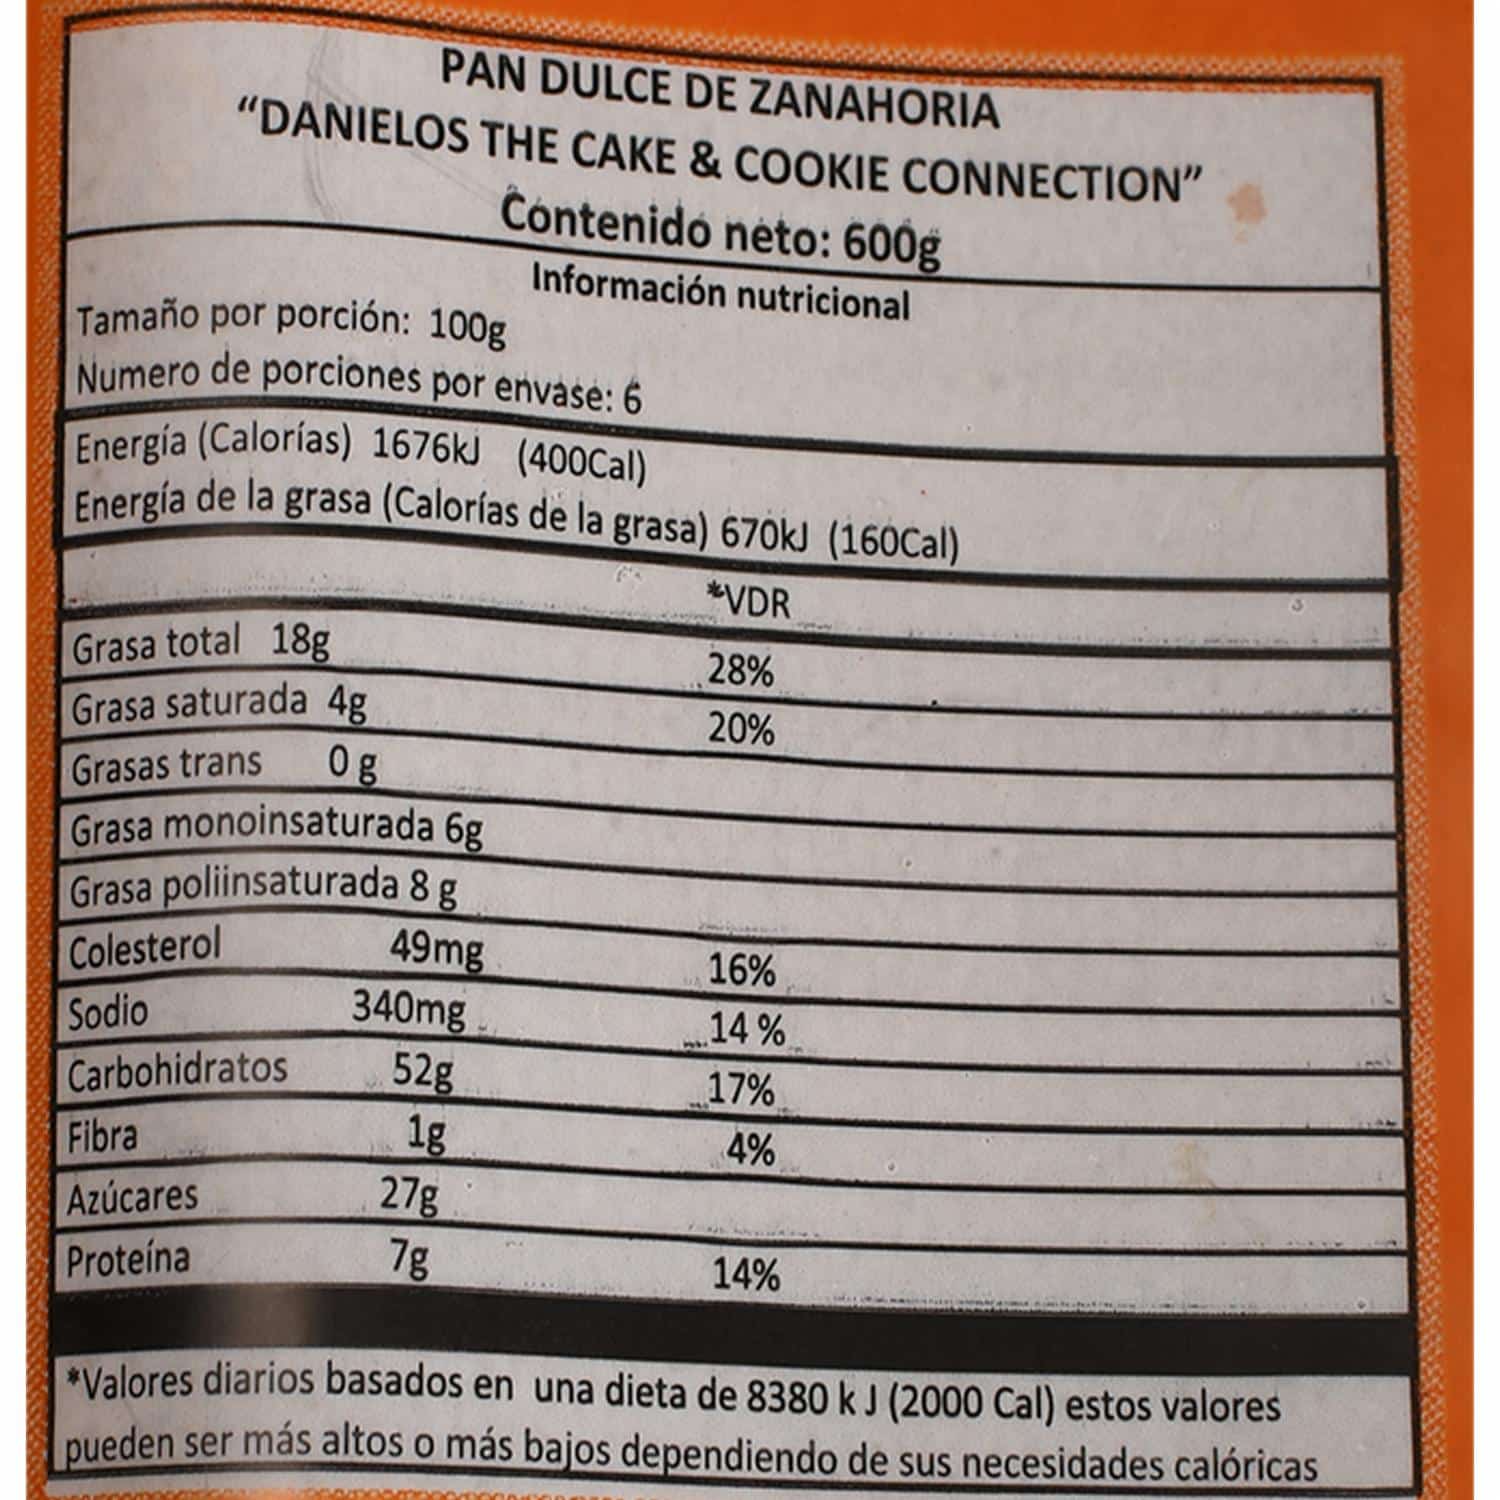 PAN DULCE DE ZANAHORIA
“DANIELOS THE CAKE & COOKIE CONNECTION”
Contenido neto: 600g
Información nutricional
Tamaño por porción: 100g
Numero de porciones por envase: 6
Energía (Calorías) 1676kJ (400Cal)
Energía de la grasa (Calorías de la grasa) 670kJ (160Cal)
*VDR
Grasa total 18g 28%
Grasa saturada 4g 20%
Grasas trans 0 g
Grasa monoinsaturada 6g
Grasa poliinsaturada 8 g
Colesterol 49mg 16%
Sodio 340mg 14 %
Carbohidratos 52g 17%
Fibra 1g 4%
Azúcares 27g
Proteína 7g 14%
*Valores diarios basados en una dieta de 8380 k J (2000 Cal) estos valores
pueden ser más altos o más bajos dependiendo de sus necesidades calóricas